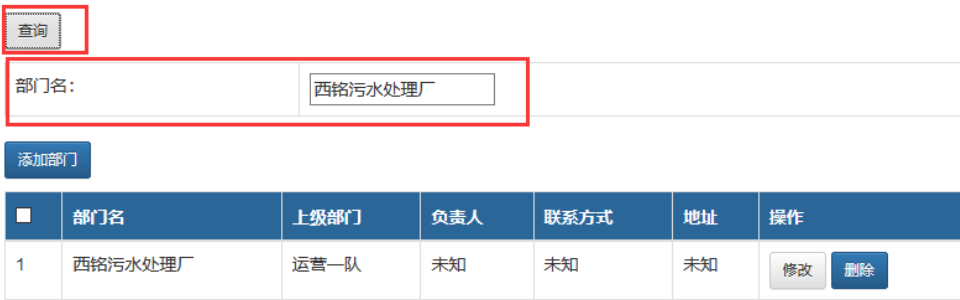 查询
部门名： 西铭污水处理厂
添加部门
部门名 上级部门 负责人 联系方式 地址 操作
1 西铭污水处理厂 运营一队 未知 未知 未知 修改 删除